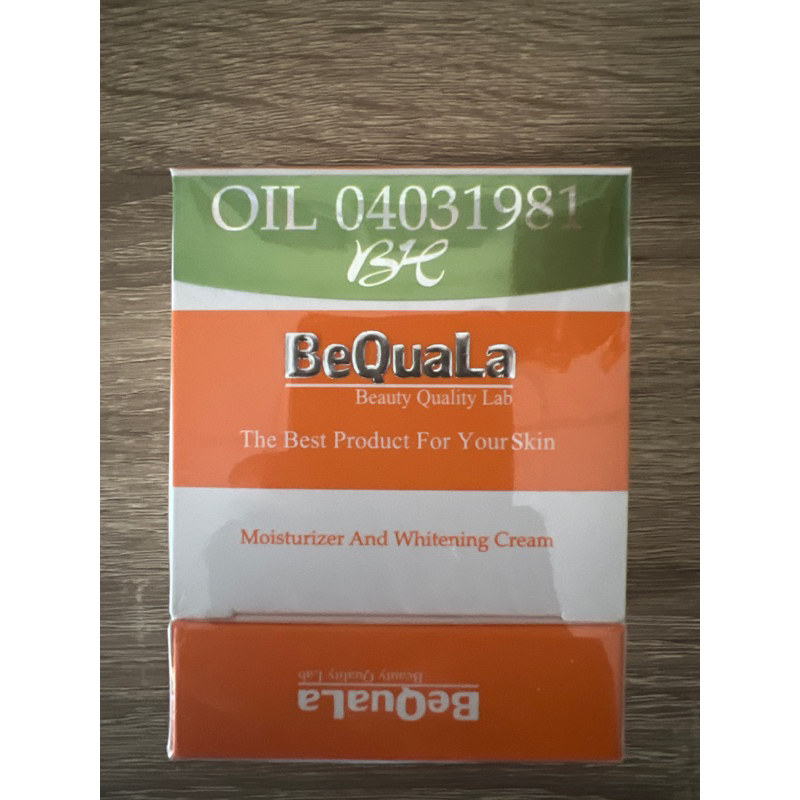 OIL 04031981
BH
BeQuaLa
Beauty Quality Lab
The Best Product For Your Skin
Moisturizer And Whitening Cream
BeQuaLa
Beauty Quality Lab